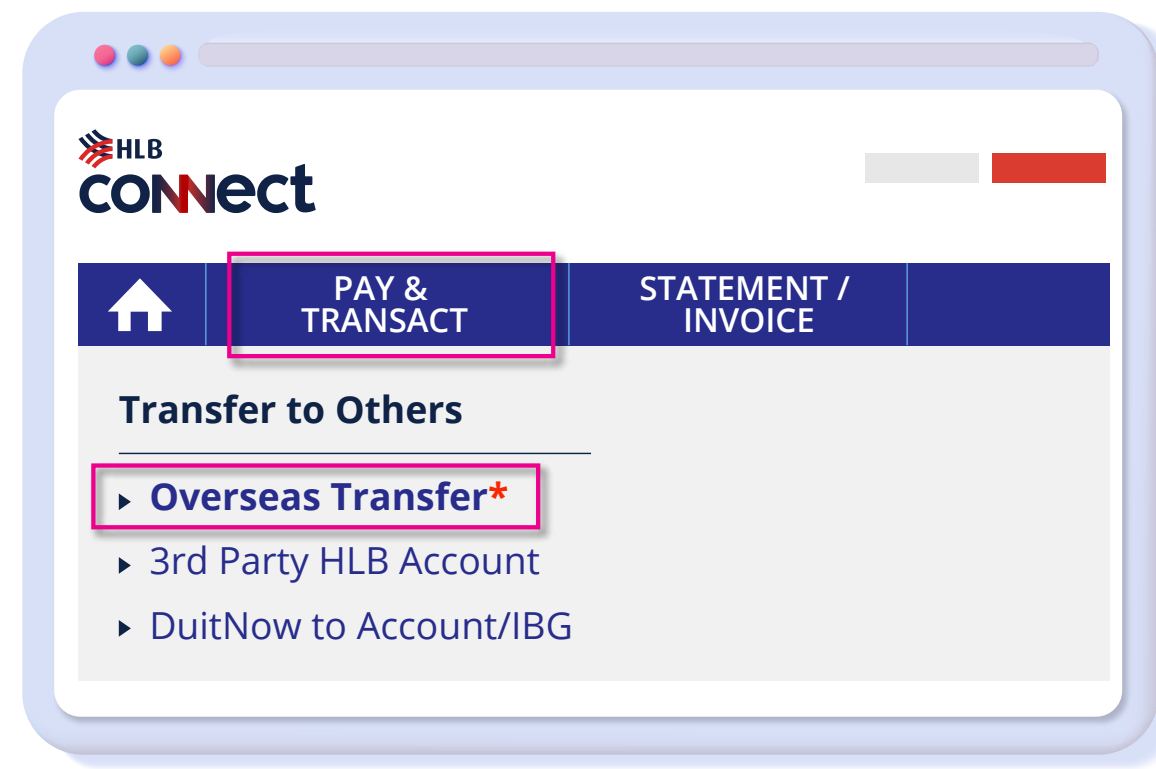 HLB
CONNect
PAY &
TRANSACT
STATEMENT /
INVOICE
Transfer to Others
Overseas Transfer*
3rd Party HLB Account
DuitNow to Account/IBG